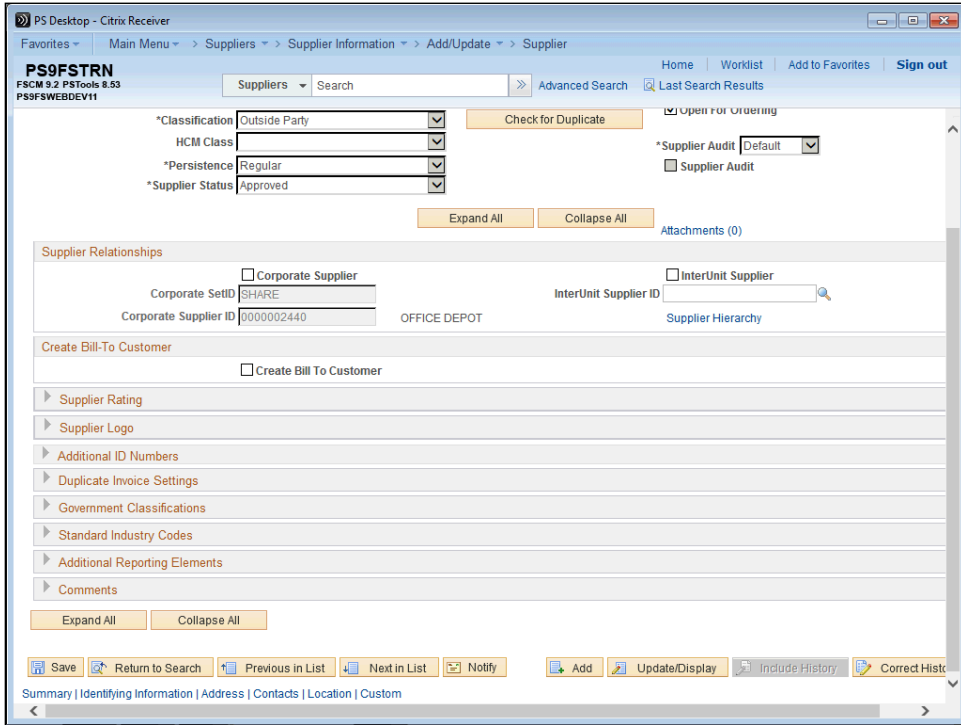 PS Desktop - Citrix Receiver
Favorites Main Menu > Suppliers > Supplier Information > Add/Update > Supplier
PS9FSTRN
FSCM 9.2 PSTools 8.53
PS9FSWEBDEV11
Home Worklist Add to Favorites Sign out
Suppliers Search Advanced Search Last Search Results
*Classification Outside Party Check for Duplicate Open For Ordering
HCM Class *Supplier Audit Default
*Persistence Regular Supplier Audit
*Supplier Status Approved
Expand All Collapse All
Attachments (0)
Supplier Relationships
Corporate Supplier InterUnit Supplier
Corporate SetID SHARE InterUnit Supplier ID
Corporate Supplier ID 0000002440 OFFICE DEPOT Supplier Hierarchy
Create Bill-To Customer
Create Bill To Customer
Supplier Rating
Supplier Logo
Additional ID Numbers
Duplicate Invoice Settings
Government Classifications
Standard Industry Codes
Additional Reporting Elements
Comments
Expand All Collapse All
Save Return to Search Previous in List Next in List Notify Add Update/Display Include History Correct Histo
Summary | Identifying Information | Address | Contacts | Location | Custom